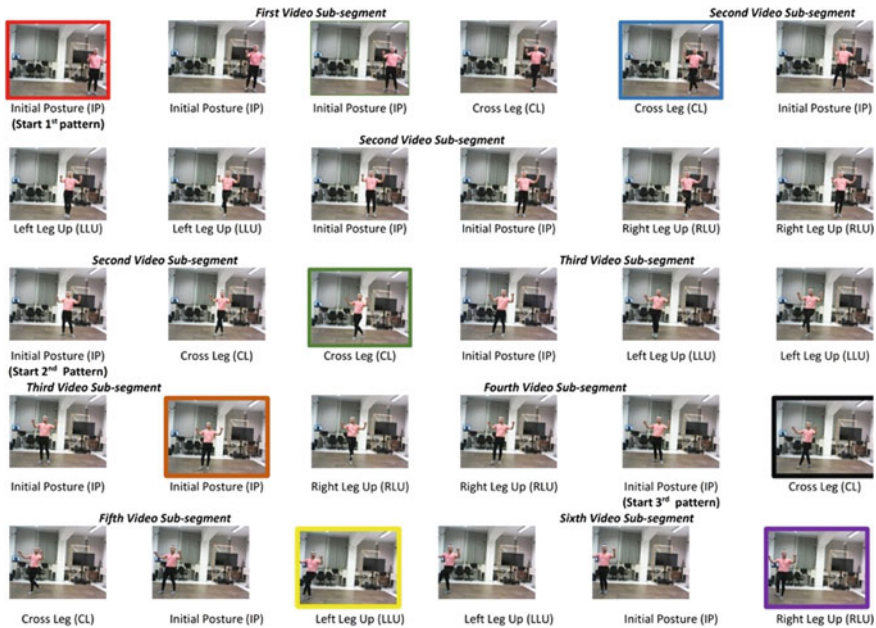 First Video Sub-segment
Second Video Sub-segment
Initial Posture (IP)
(Start 1st pattern)
Initial Posture (IP)
Initial Posture (IP)
Cross Leg (CL)
Cross Leg (CL)
Initial Posture (IP)
Second Video Sub-segment
Left Leg Up (LLU)
Left Leg Up (LLU)
Initial Posture (IP)
Initial Posture (IP)
Right Leg Up (RLU)
Right Leg Up (RLU)
Second Video Sub-segment
Third Video Sub-segment
Initial Posture (IP)
(Start 2nd Pattern)
Cross Leg (CL)
Cross Leg (CL)
Initial Posture (IP)
Left Leg Up (LLU)
Left Leg Up (LLU)
Third Video Sub-segment
Fourth Video Sub-segment
Initial Posture (IP)
Initial Posture (IP)
Right Leg Up (RLU)
Right Leg Up (RLU)
Initial Posture (IP)
(Start 3rd pattern)
Cross Leg (CL)
Fifth Video Sub-segment
Sixth Video Sub-segment
Cross Leg (CL)
Initial Posture (IP)
Left Leg Up (LLU)
Left Leg Up (LLU)
Initial Posture (IP)
Right Leg Up (RLU)